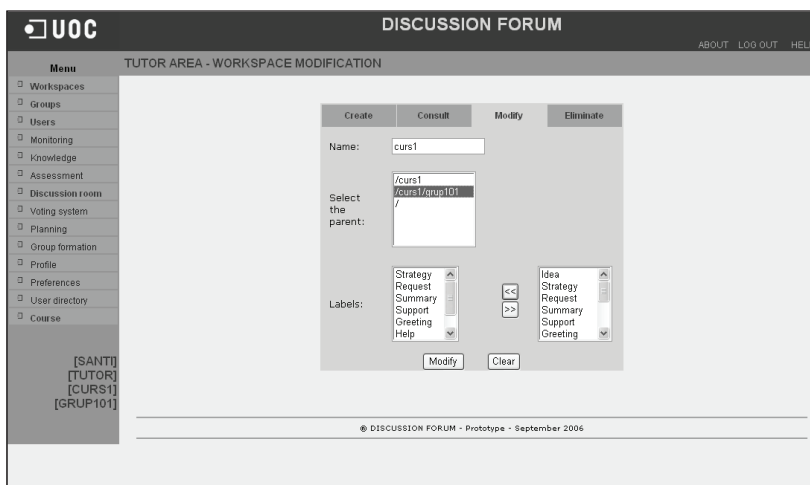 UOC
DISCUSSION FORUM
ABOUT LOG OUT HEL
Menu
TUTOR AREA - WORKSPACE MODIFICATION
Workspaces
Groups
Users
Monitoring
Knowledge
Assessment
Discussion room
Voting system
Planning
Group formation
Profile
Preferences
User directory
Course
[SANTI]
[TUTOR]
[CURS1]
[GRUP101]
Create Consult Modify Eliminate
Name: curs1
Select
the
parent:
/curs1
/curs1/grup101
/
Labels:
Strategy
Request
Summary
Support
Greeting
Help
<<
>>
Idea
Strategy
Request
Summary
Support
Greeting
Modify Clear
® DISCUSSION FORUM - Prototype - September 2006